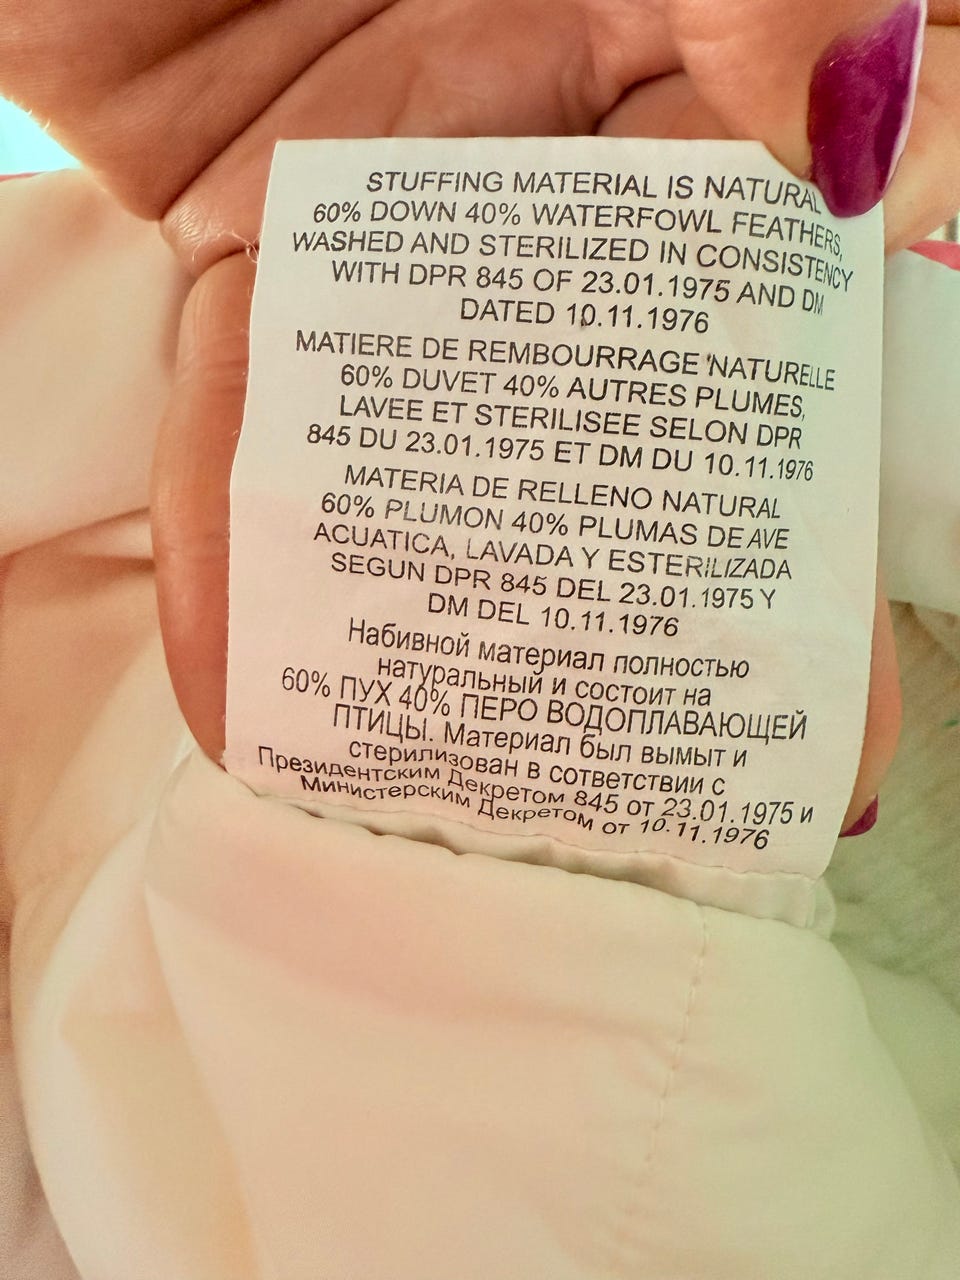 STUFFING MATERIAL IS NATURAL
60% DOWN 40% WATERFOWL FEATHERS,
WASHED AND STERILIZED IN CONSISTENCY
WITH DPR 845 OF 23.01.1975 AND DM
DATED 10.11.1976
MATIERE DE REMBOURRAGE NATURELLE
60% DUVET 40% AUTRES PLUMES,
LAVEE ET STERILISEE SELON DPR
845 DU 23.01.1975 ET DM DU 10.11.1976
MATERIA DE RELLENO NATURAL
60% PLUMON 40% PLUMAS DE AVE
ACUATICA, LAVADA Y ESTERILIZADA
SEGUN DPR 845 DEL 23.01.1975 Y
DM DEL 10.11.1976
Набивной материал полностью
натуральный и состоит на
60% ПУХ 40% ПЕРО ВОДОПЛАВАЮЩЕЙ
ПТИЦЫ. Материал был вымыт и
стерилизован в сответствии с
Президентским Декретом 845 от 23.01.1975 и
Министерским Декретом от 10.11.1976